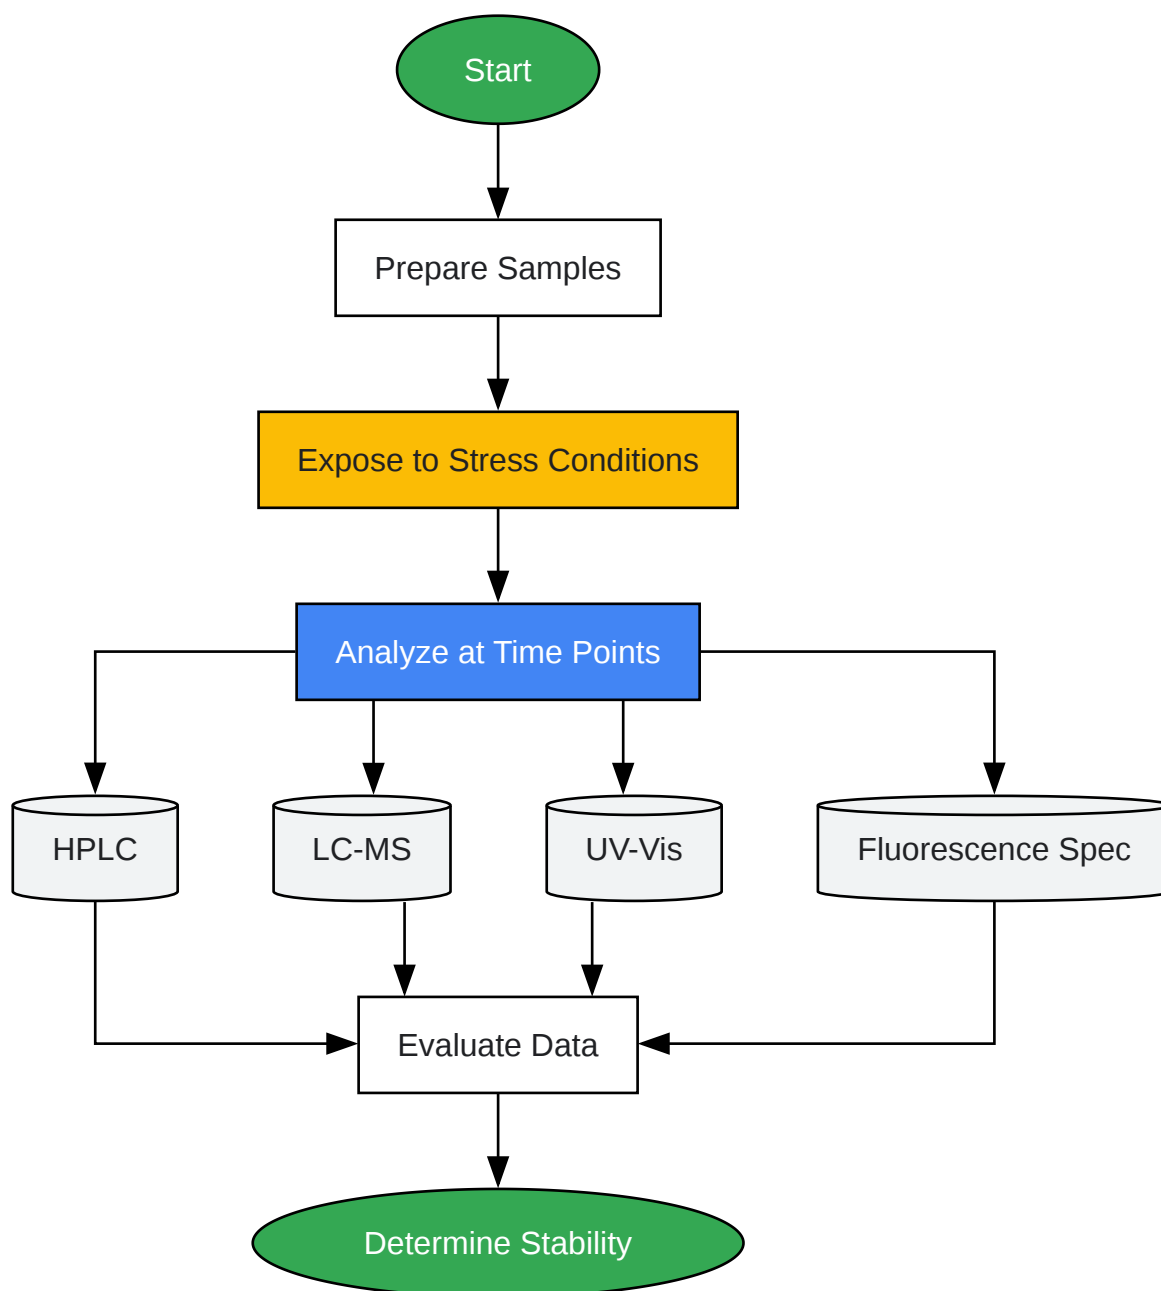 Start
Prepare Samples
Expose to Stress Conditions
Analyze at Time Points
HPLC
LC-MS
UV-Vis
Fluorescence Spec
Evaluate Data
Determine Stability